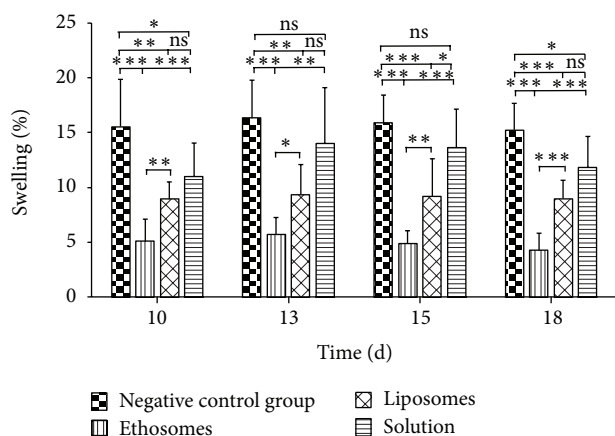 25
20
15
10
5
0
Swelling (%)
* ns ns *
** ns ** ns *** * *** ns
*** *** *** ** *** *** *** ***
** * ** ***
10 13 15 18
Time (d)
Negative control group Liposomes
Ethosomes Solution